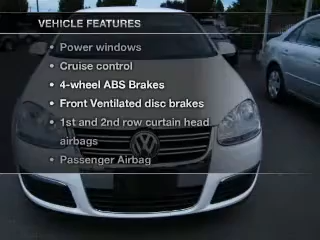 VEHICLE FEATURES
• Power windows
• Cruise control
• 4-wheel ABS Brakes
• Front Ventilated disc brakes
• 1st and 2nd row curtain head
airbags
• Passenger Airbag